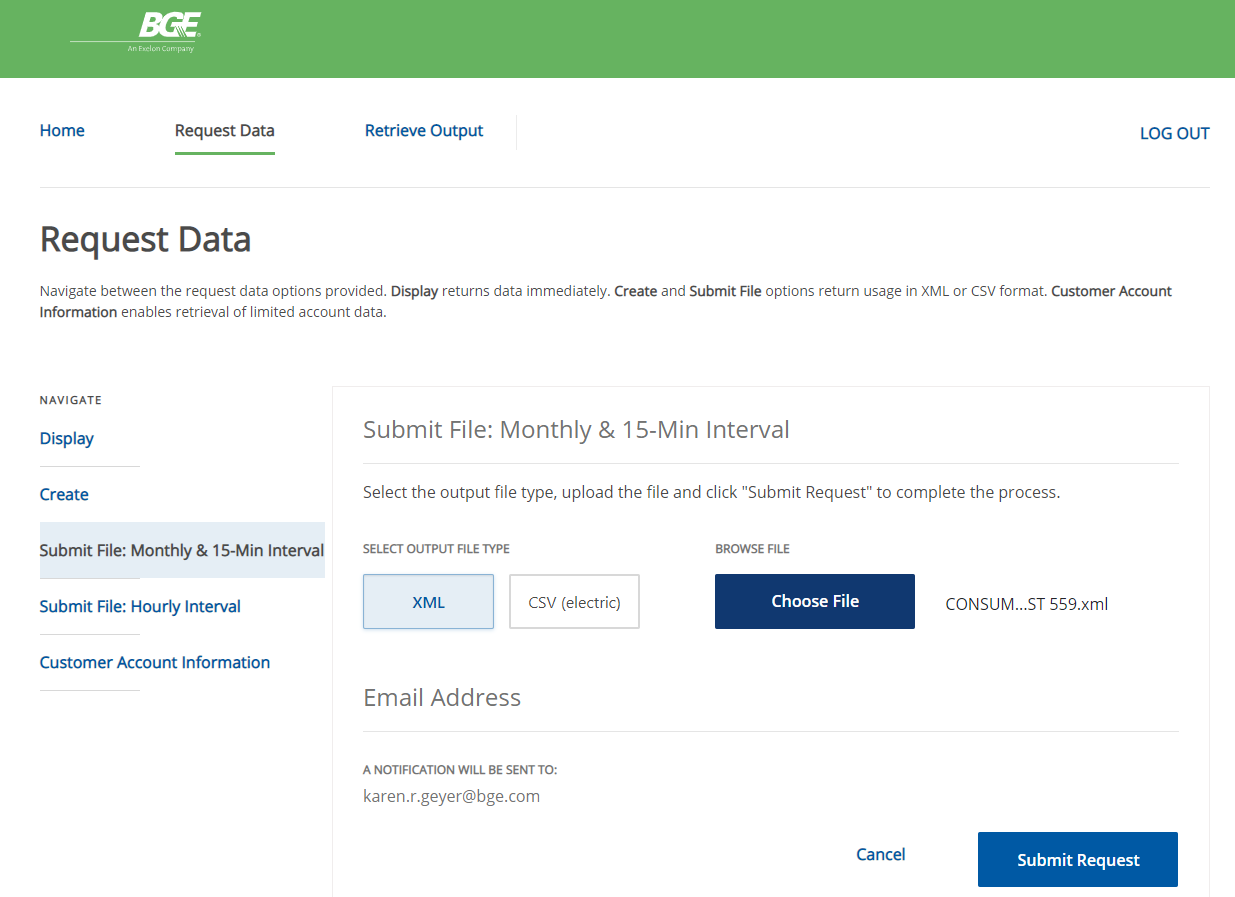 BGE
An Exelon Company
Home
Request Data
Retrieve Output
LOG OUT
Request Data
Navigate between the request data options provided. Display returns data immediately. Create and Submit File options return usage in XML or CSV format. Customer Account
Information enables retrieval of limited account data.
NAVIGATE
Display
Create
Submit File: Monthly & 15-Min Interval
Submit File: Hourly Interval
Customer Account Information
Submit File: Monthly & 15-Min Interval
Select the output file type, upload the file and click "Submit Request" to complete the process.
SELECT OUTPUT FILE TYPE
BROWSE FILE
XML
CSV (electric)
Choose File
CONSUM...ST 559.xml
Email Address
A NOTIFICATION WILL BE SENT TO:
karen.r.geyer@bge.com
Cancel
Submit Request